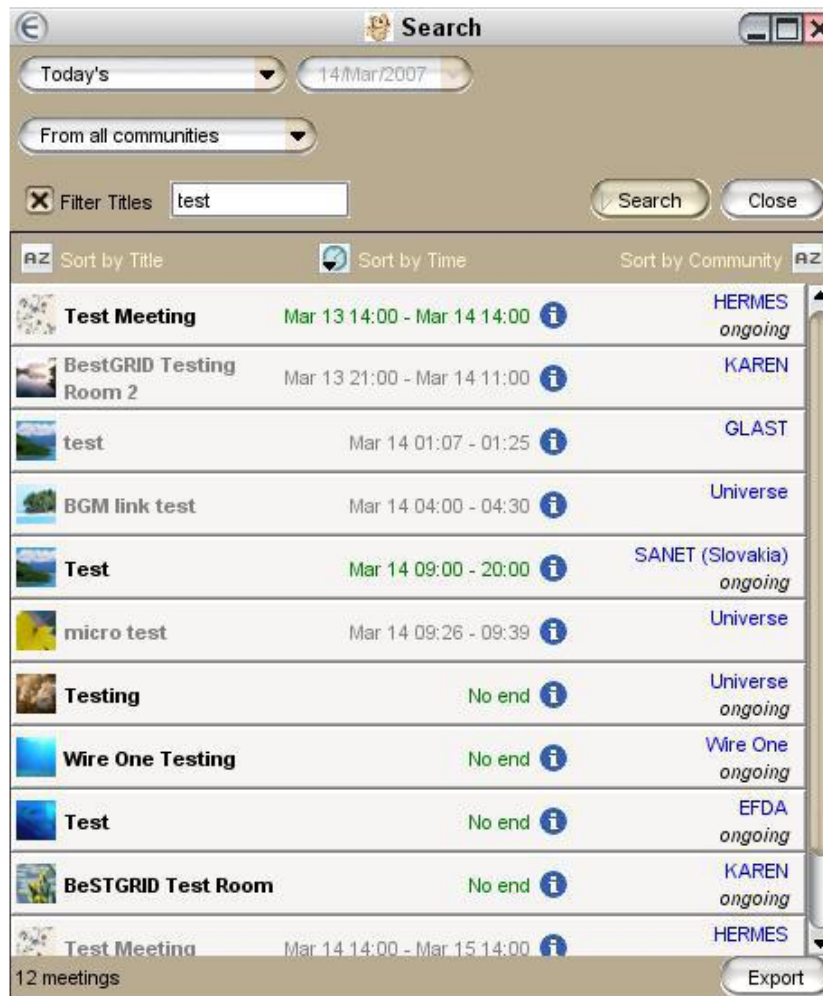 Search
Today's 14/Mar/2007
From all communities
Filter Titles test Search Close
AZ Sort by Title Sort by Time Sort by Community AZ
Test Meeting Mar 13 14:00 - Mar 14 14:00 HERMES
ongoing
BestGRID Testing Mar 13 21:00 - Mar 14 11:00 KAREN
Room 2
test Mar 14 01:07 - 01:25 GLAST
BGM link test Mar 14 04:00 - 04:30 Universe
Test Mar 14 09:00 - 20:00 SANET (Slovakia)
ongoing
micro test Mar 14 09:26 - 09:39 Universe
Testing No end Universe
ongoing
Wire One Testing No end Wire One
ongoing
Test No end EFDA
ongoing
BeSTGRID Test Room No end KAREN
ongoing
Test Meeting Mar 14 14:00 - Mar 15 14:00 HERMES
12 meetings Export